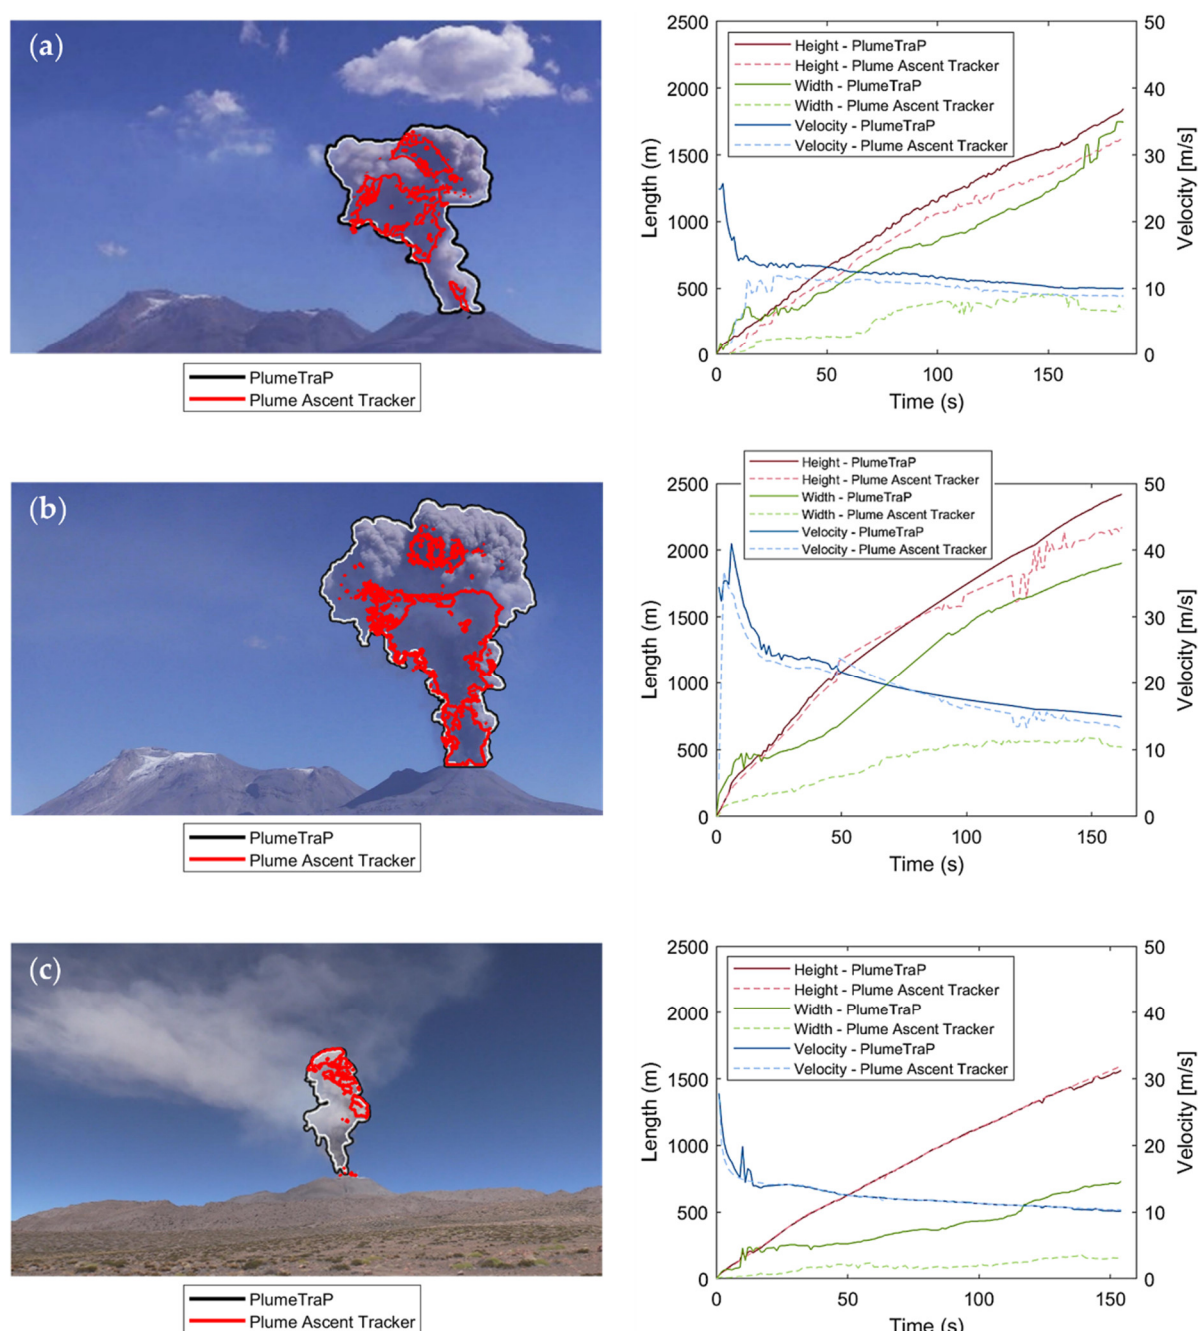 (a)
PlumeTraP
Plume Ascent Tracker
2500
2000
1500
1000
500
0
Length (m)
Height - PlumeTraP
Height - Plume Ascent Tracker
Width - PlumeTraP
Width - Plume Ascent Tracker
Velocity - PlumeTraP
Velocity - Plume Ascent Tracker
50
40
30
20
10
0
Velocity [m/s]
0 50 100 150
Time (s)
(b)
PlumeTraP
Plume Ascent Tracker
2500
2000
1500
1000
500
0
Length (m)
Height - PlumeTraP
Height - Plume Ascent Tracker
Width - PlumeTraP
Width - Plume Ascent Tracker
Velocity - PlumeTraP
Velocity - Plume Ascent Tracker
50
40
30
20
10
0
Velocity [m/s]
0 50 100 150
Time (s)
(c)
PlumeTraP
Plume Ascent Tracker
2500
2000
1500
1000
500
0
Length (m)
Height - PlumeTraP
Height - Plume Ascent Tracker
Width - PlumeTraP
Width - Plume Ascent Tracker
Velocity - PlumeTraP
Velocity - Plume Ascent Tracker
50
40
30
20
10
0
Velocity [m/s]
0 50 100 150
Time (s)